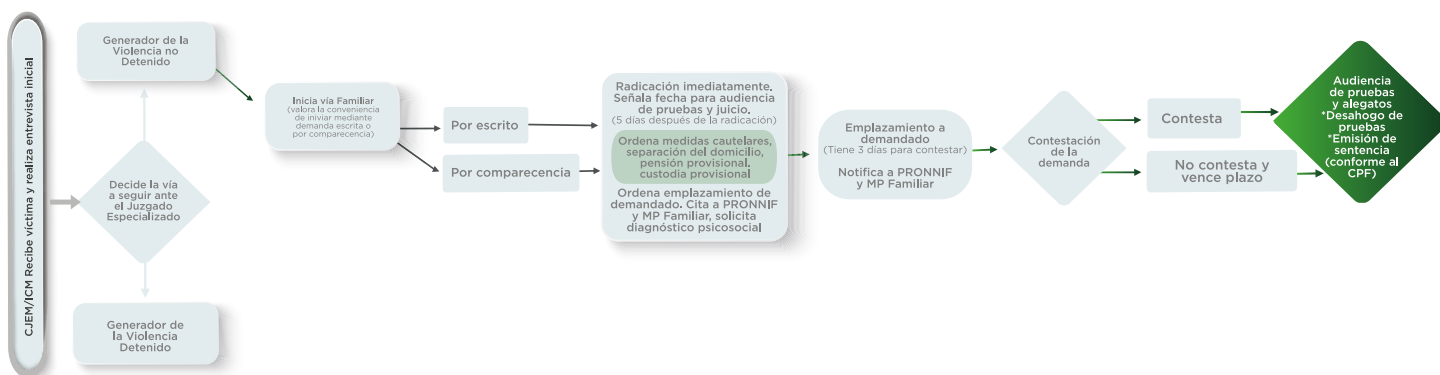 CJEM/ICM Recibe víctima y realiza entrevista inicial
Generador de la
Violencia no
Detenido
Decide la vía
a seguir ante
el Juzgado
Especializado
Generador de
la Violencia
Detenido
Inicia vía Familiar
(valora la conveniencia
de iniviar mediante
demanda escrita o
por comparecencia)
Por escrito
Por comparecencia
Radicación imediatamente.
Señala fecha para audiencia
de pruebas y juicio.
(5 días después de la radicación)
Ordena medidas cautelares,
separación del domicilio,
pensión provisional.
custodia provisional
Ordena emplazamiento de
demandado. Cita a PRONNIF
y MP Familiar, solicita
diagnóstico psicosocial
Emplazamiento a
demandado
(Tiene 3 días para contestar)
Notifica a PRONNIF
y MP Familiar
Contestación
de la
demanda
Contesta
No contesta y
vence plazo
Audiencia
de pruebas
y alegatos
*Desahogo de
pruebas
*Emisión de
sentencia
(conforme al
CPF)